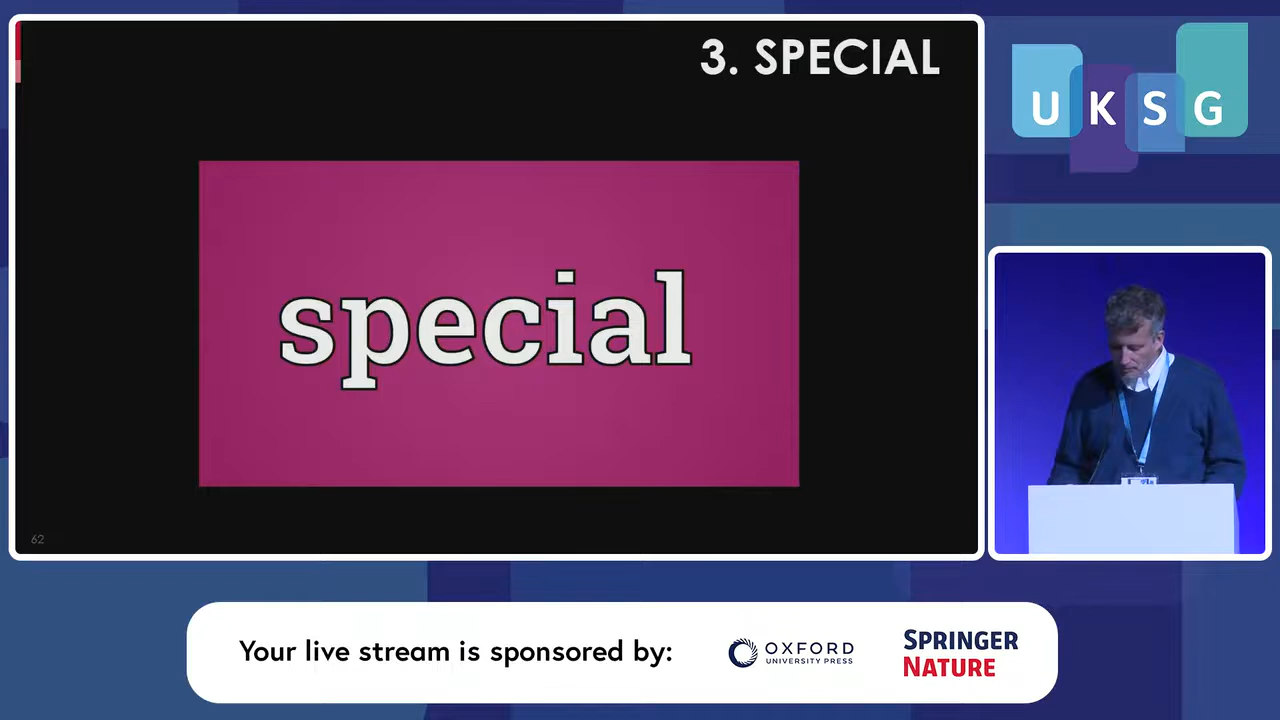 3. SPECIAL
UKSG
special
62
Your live stream is sponsored by:
OXFORD
UNIVERSITY PRESS
SPRINGER
NATURE